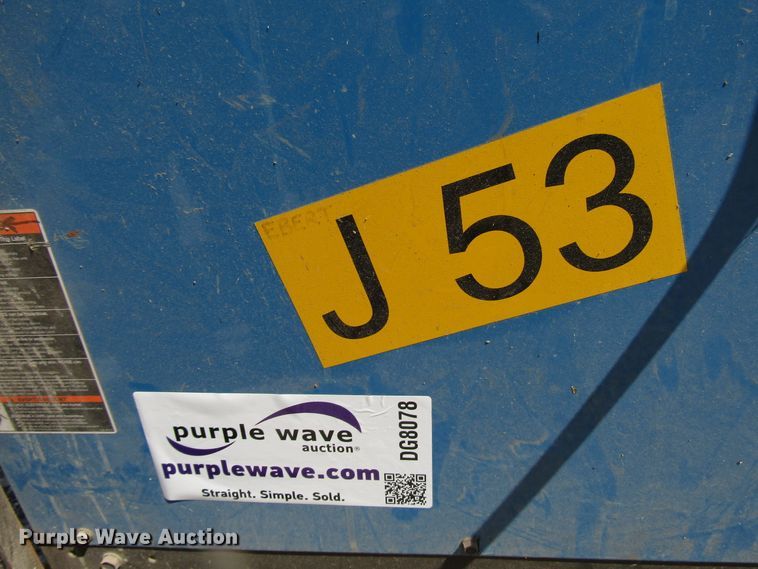 EBERT
J 53
purple wave
auction®
purplewave.com
Straight. Simple. Sold.
DG8078
Purple Wave Auction